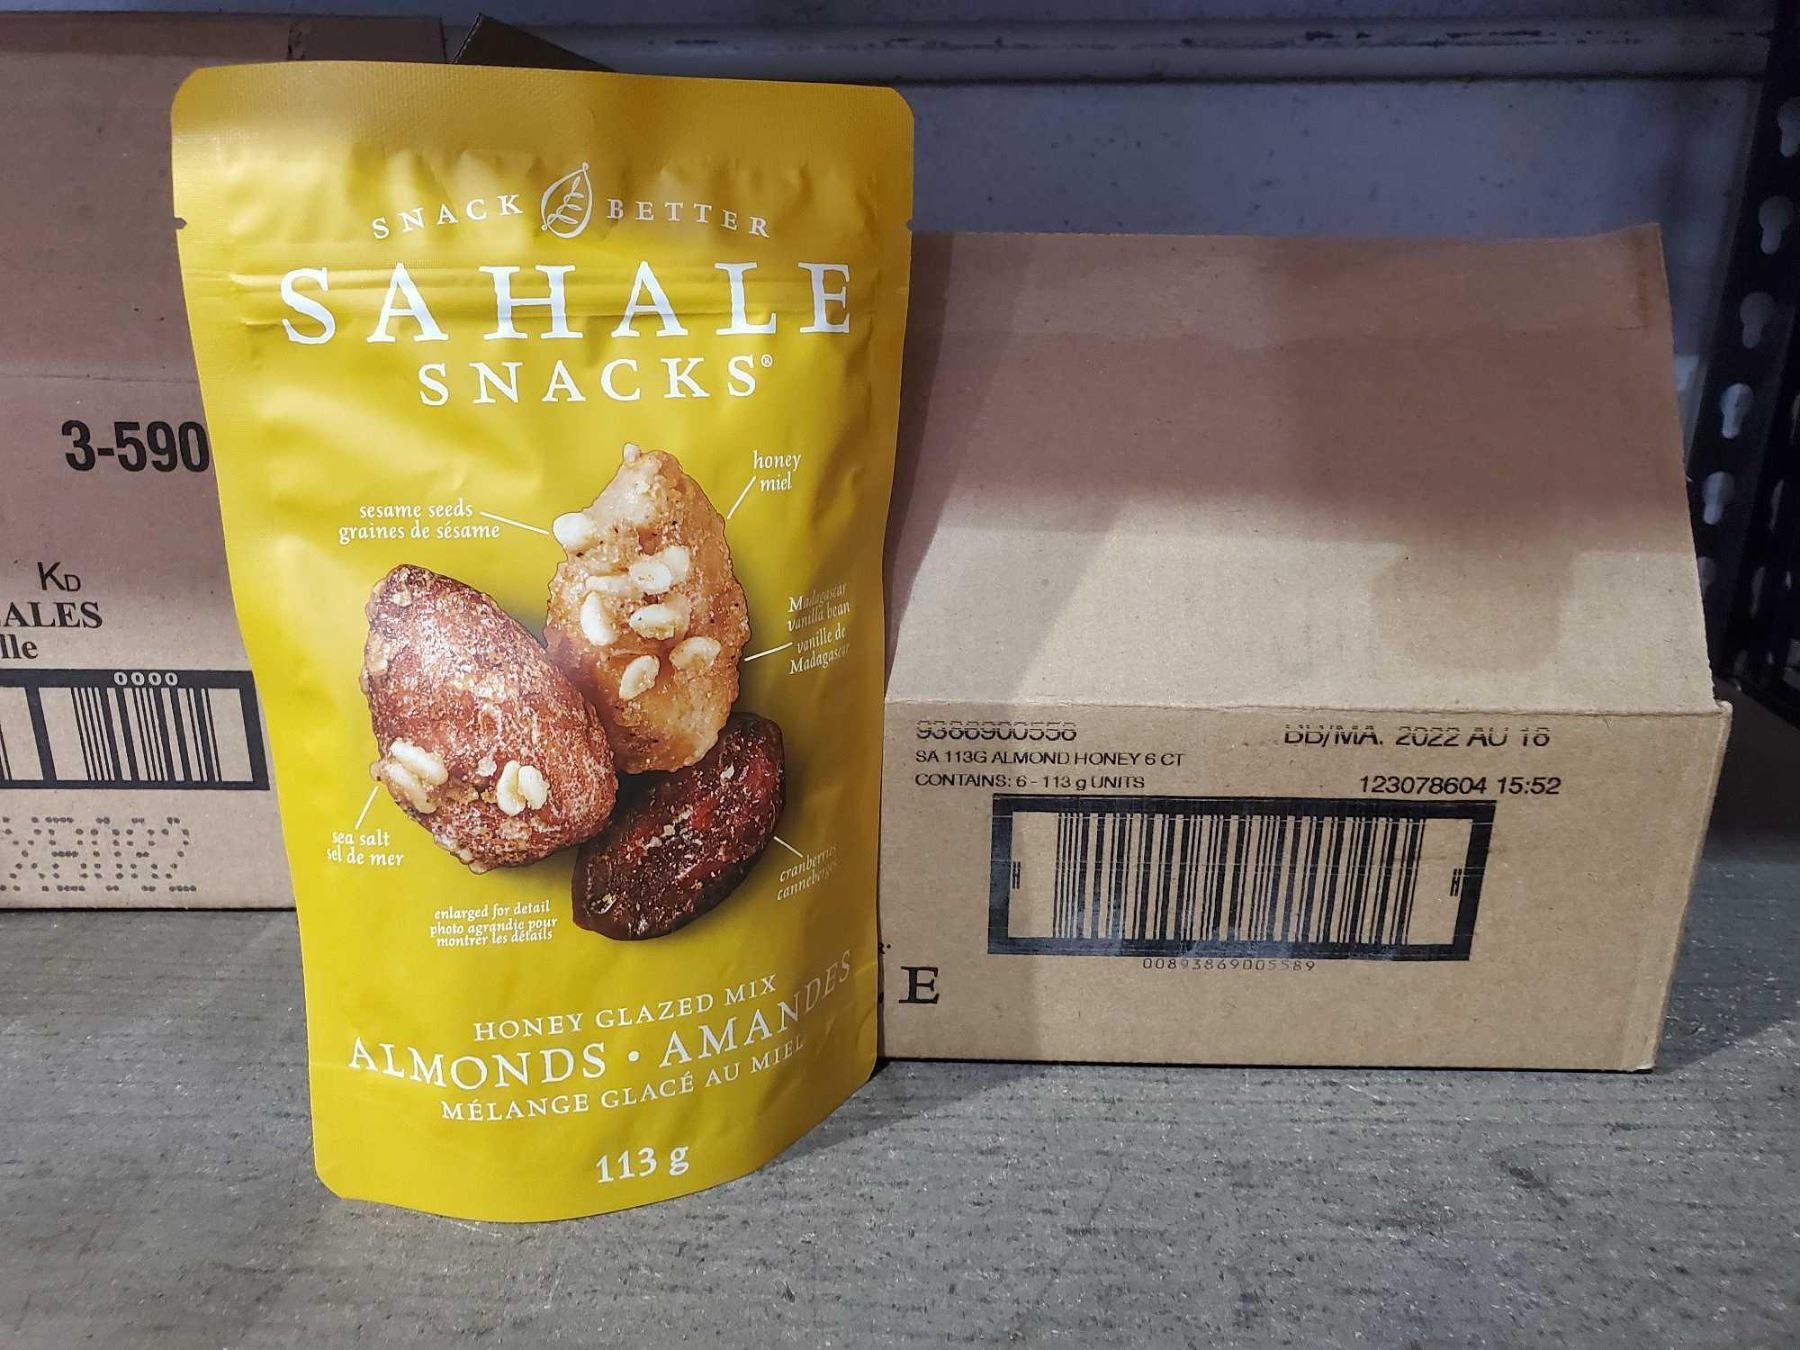 SNACK BETTER
SAHALE
SNACKS®
honey
miel
sesame seeds
graines de sésame
Madagascar
vanilla bean
vanille de
Madagascar
sea salt
sel de mer
cranberries
canneberges
enlarged for detail
photo agrandie pour
montrer les détails
HONEY GLAZED MIX
ALMONDS • AMANDES
MÉLANGE GLACÉ AU MIEL
113 g
3-590
KD
ALES
lle
0000
9386900558
BB/MA. 2022 AU 18
SA 113G ALMOND HONEY 6 CT
CONTAINS: 6 - 113 g UNITS
123078604 15:52
H H
00893869005589
E